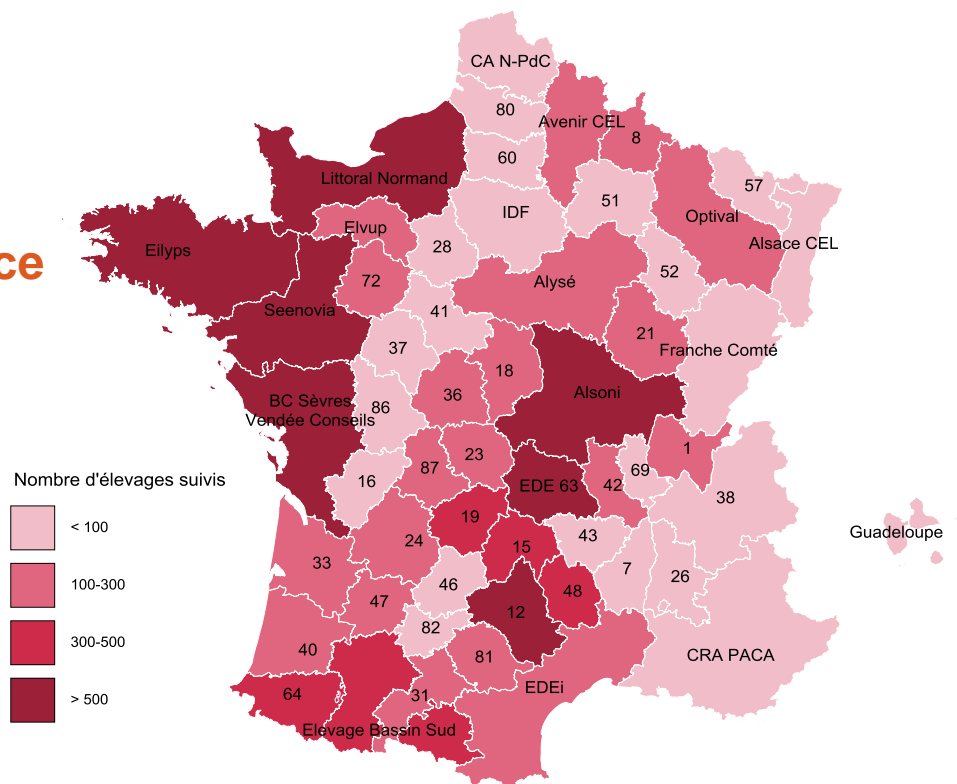 CA N-PdC
80
Avenir CEL
8
60
Littoral Normand
57
51
IDF
Optival
Elvup
28
Alsace CEL
Eilyps
ce
52
72
Alysé
Seenovia
41
21
37
Franche Comté
18
Alsoni
36
BC Sèvres
Vendée Conseils
86
1
23
87
69
Nombre d'élevages suivis
16
EDE 63
42
38
< 100
19
Guadeloupe
43
24
15
33
7
26
100-300
46
48
47
12
82
300-500
40
81
CRA PACA
EDEi
64
31
> 500
Elevage Bassin Sud